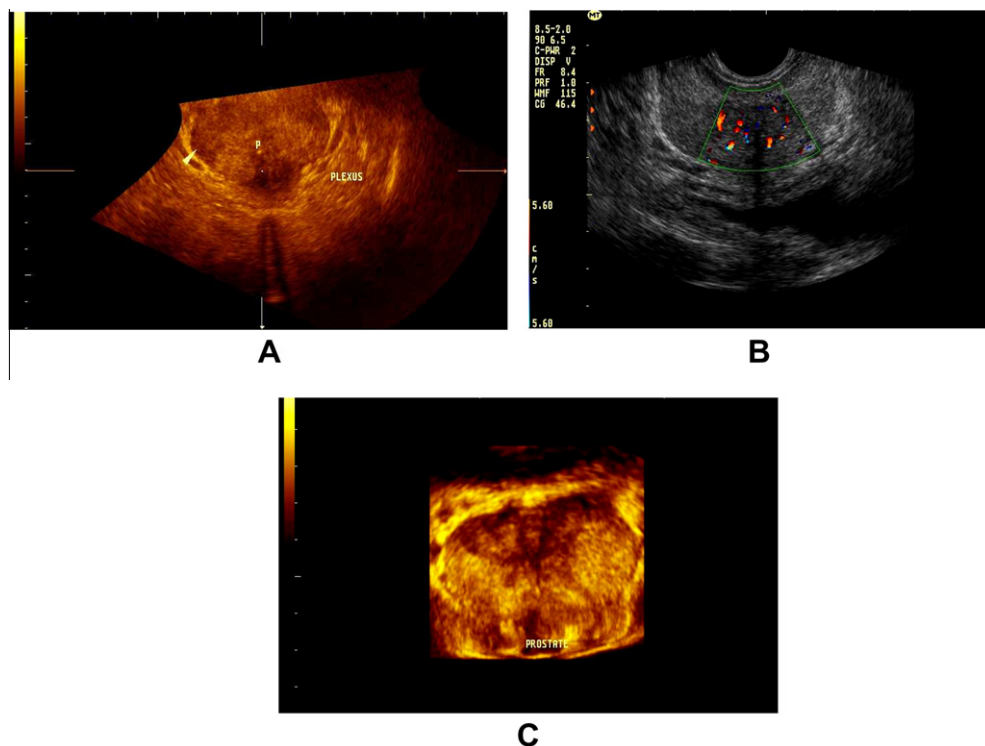 P
PLEXUS
A
MT
8.5-2.0
90 6.5
C-PWR 2
DISP V
FR 8.4
PRF 1.0
WMF 115
CG 46.4
5.60
C
M
/
S
5.60
B
PROSTATE
C